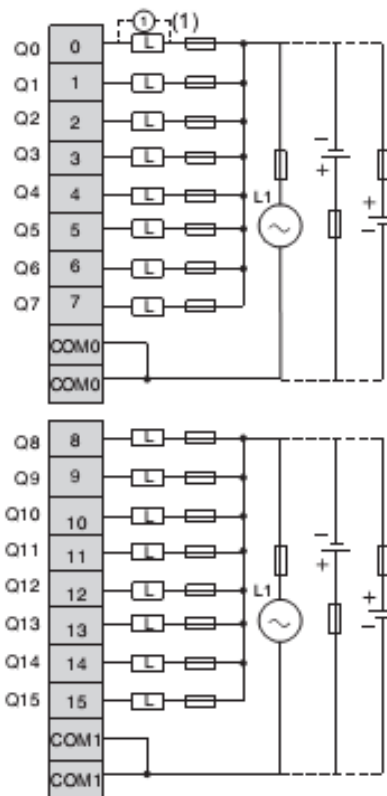 ① (1)
Q0 0 L
Q1 1 L
Q2 2 L
Q3 3 L
Q4 4 L
L1
Q5 5 L
Q6 6 L
Q7 7 L
COM0
COM0
− + + −
Q8 8 L
Q9 9 L
Q10 10 L
Q11 11 L
Q12 12 L
L1
Q13 13 L
Q14 14 L
Q15 15 L
COM1
COM1
− + + −